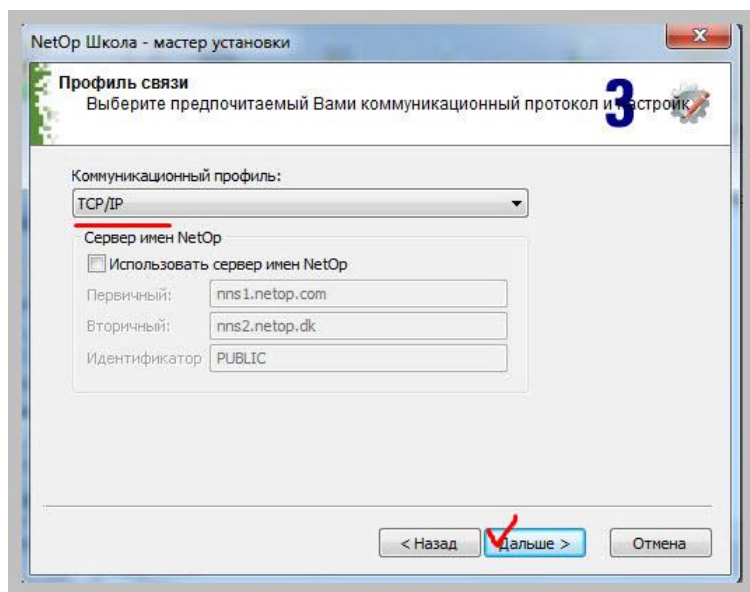 NetOp Школа - мастер установки
Профиль связи
Выберите предпочитаемый Вами коммуникационный протокол и настройк
3
Коммуникационный профиль:
TCP/IP
Сервер имен NetOp
Использовать сервер имен NetOp
Первичный: nns1.netop.com
Вторичный: nns2.netop.dk
Идентификатор PUBLIC
< Назад Дальше > Отмена